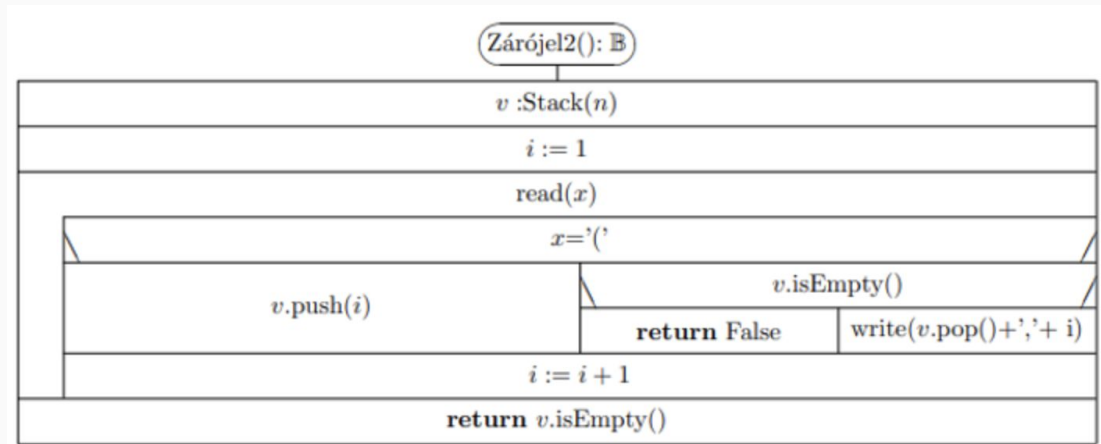 Zárójel2(): 𝔹
v :Stack(n)
i := 1
read(x)
x='('
v.isEmpty()
v.push(i)
return False
write(v.pop()+','+ i)
i := i + 1
return v.isEmpty()